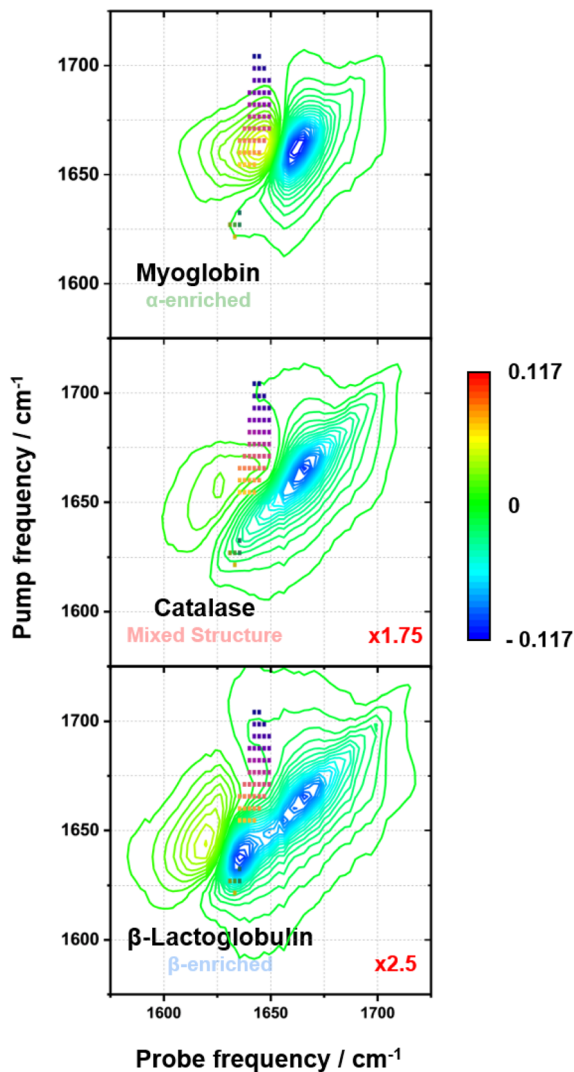 Pump frequency / cm-1
1700
1650
1600
Myoglobin
α-enriched
1700
1650
1600
Catalase
Mixed Structure
x1.75
0.117
0
- 0.117
1700
1650
1600
β-Lactoglobulin
β-enriched
x2.5
1600 1650 1700
Probe frequency / cm-1